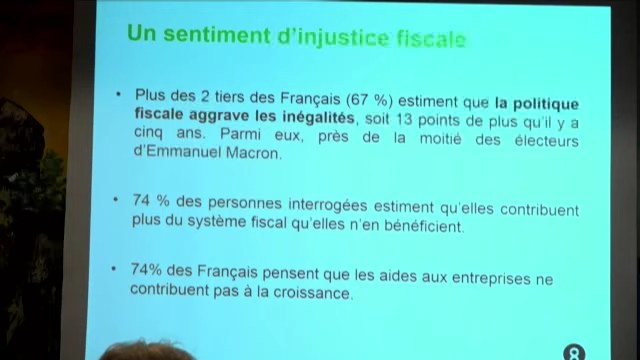 Un sentiment d'injustice fiscale
• Plus des 2 tiers des Français (67 %) estiment que la politique
fiscale aggrave les inégalités, soit 13 points de plus qu'il y a
cinq ans. Parmi eux, près de la moitié des électeurs
d'Emmanuel Macron.
• 74 % des personnes interrogées estiment qu'elles contribuent
plus du système fiscal qu'elles n'en bénéficient.
• 74% des Français pensent que les aides aux entreprises ne
contribuent pas à la croissance.
8